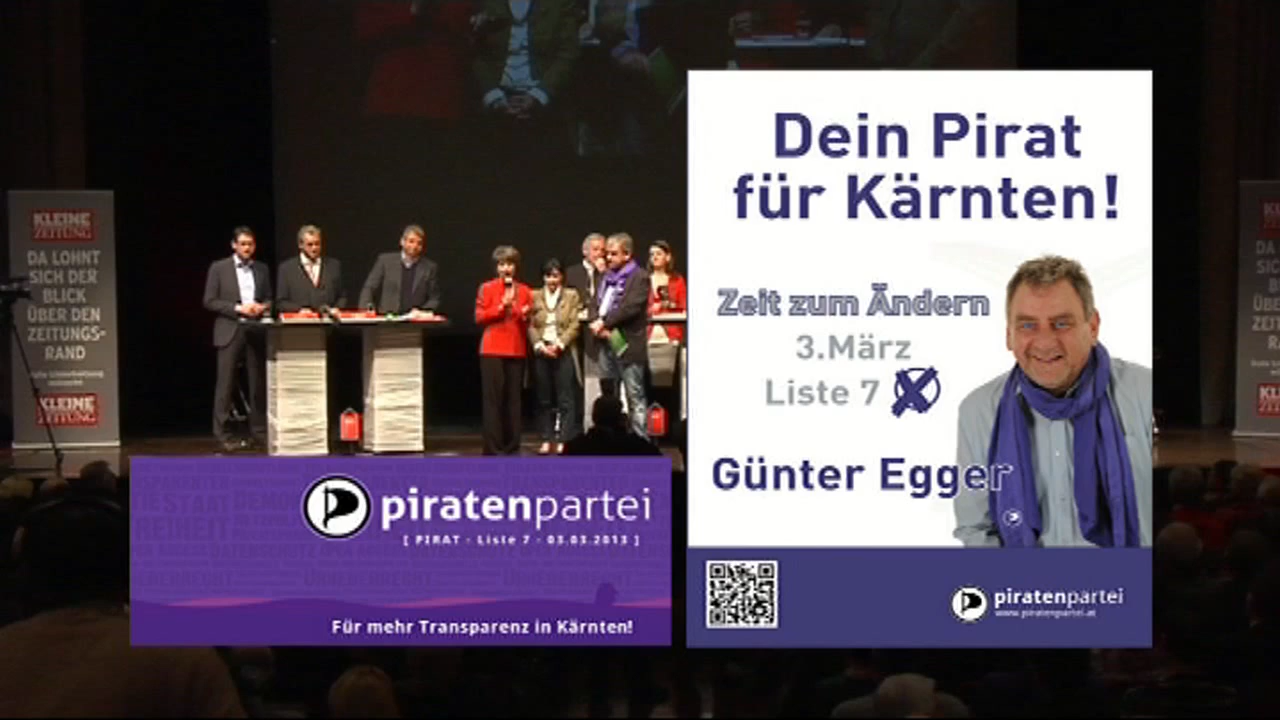 KLEINE
ZEITUNG
DA LOHNT
SICH DER
BLICK
ÜBER DEN
ZEITUNGS-
RAND
KLEINE
ZEITUNG
Dein Pirat
für Kärnten!
Zeit zum Ändern
3.März
Liste 7
Günter Egger
piratenpartei
www.piratenpartei.at
piratenpartei
[ PIRAT - Liste 7 - 03.03.2013 ]
Für mehr Transparenz in Kärnten!